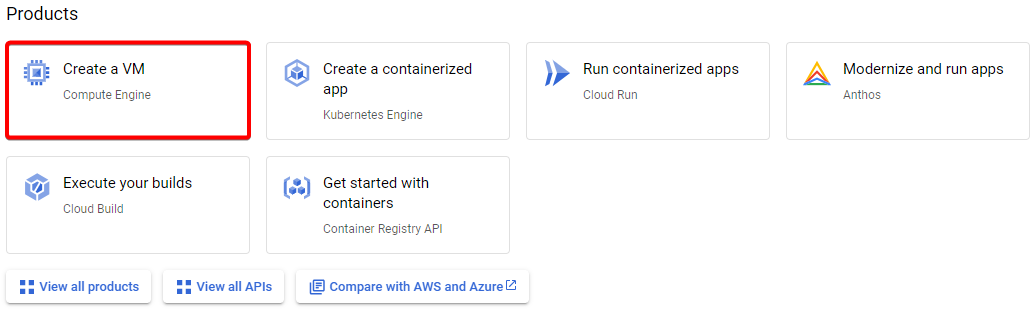 Products
Create a VM
Compute Engine
Create a containerized
app
Kubernetes Engine
Run containerized apps
Cloud Run
Modernize and run apps
Anthos
Execute your builds
Cloud Build
Get started with
containers
Container Registry API
View all products
View all APIs
Compare with AWS and Azure